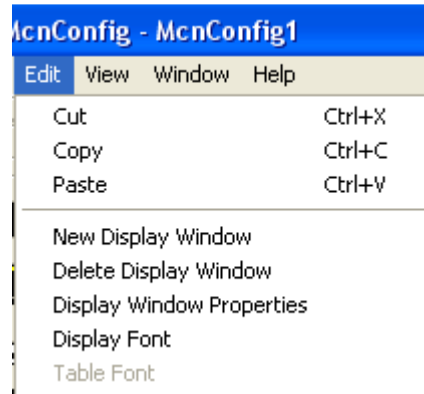 McnConfig - McnConfig1
Edit View Window Help
Cut Ctrl+X
Copy Ctrl+C
Paste Ctrl+V
New Display Window
Delete Display Window
Display Window Properties
Display Font
Table Font